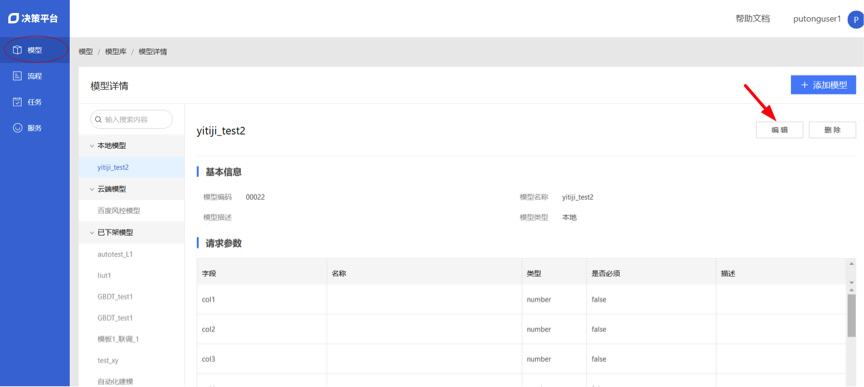 决策平台
帮助文档
putonguser1
P
模型
流程
任务
服务
模型 / 模型库 / 模型详情
模型详情
+ 添加模型
输入搜索内容
本地模型
yitiji_test2
云端模型
百度风控模型
已下架模型
autotest_L1
liut1
GBDT_test1
GBDT_test1
模板1_联调_1
test_xy
自动化建模
yitiji_test2
编辑
删除
基本信息
模型编码 00022
模型名称 yitiji_test2
模型描述
模型类型 本地
请求参数
字段 名称 类型 是否必须 描述
col1 number false
col2 number false
col3 number false